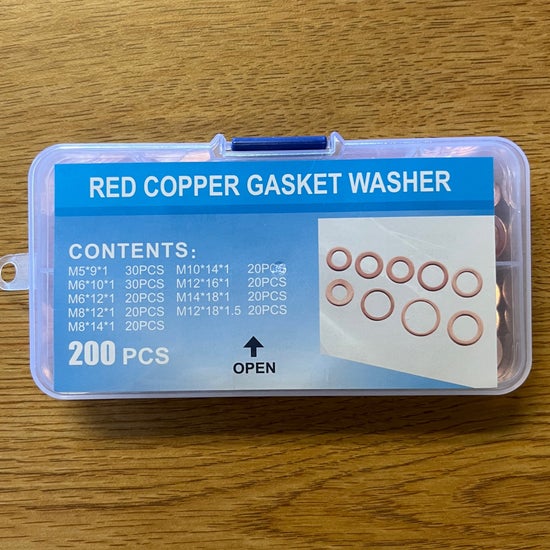 RED COPPER GASKET WASHER
CONTENTS:
M5*9*1 30PCS M10*14*1 20PCS
M6*10*1 30PCS M12*16*1 20PCS
M6*12*1 20PCS M14*18*1 20PCS
M8*12*1 20PCS M12*18*1.5 20PCS
M8*14*1 20PCS
200 PCS
OPEN